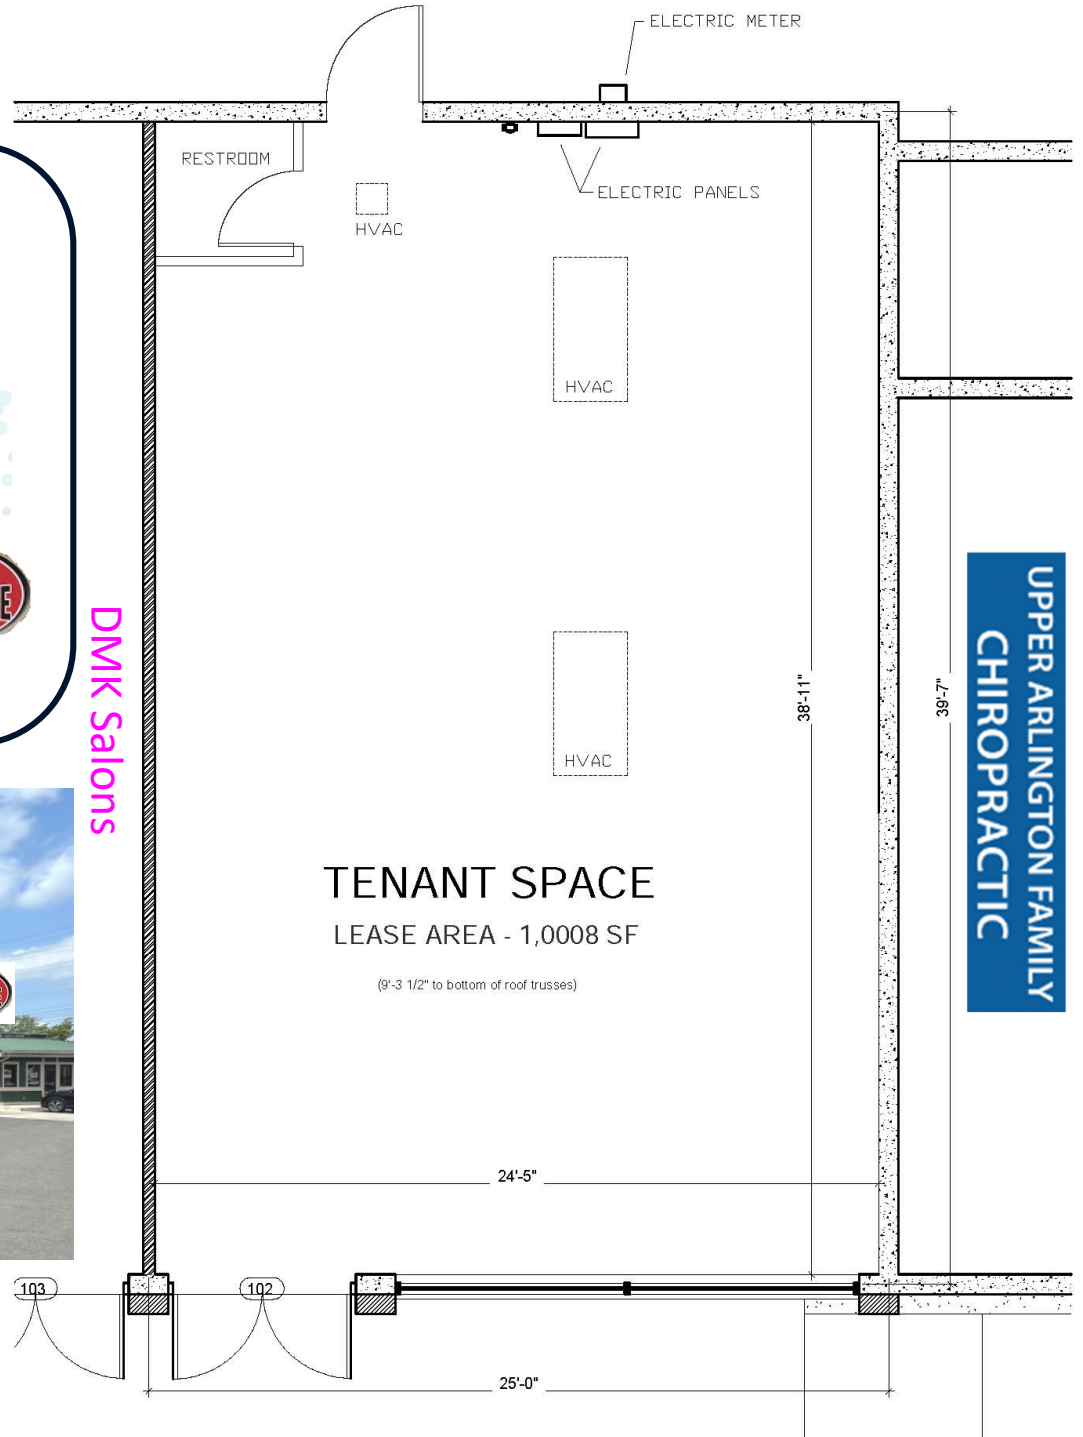 ELECTRIC METER
RESTROOM
ELECTRIC PANELS
HVAC
HVAC
DMK Salons
UPPER ARLINGTON FAMILY
CHIROPRACTIC
38'-11"
39'-7"
HVAC
TENANT SPACE
LEASE AREA - 1,0008 SF
(9'-3 1/2" to bottom of roof trusses)
24'-5"
103
102
25'-0"